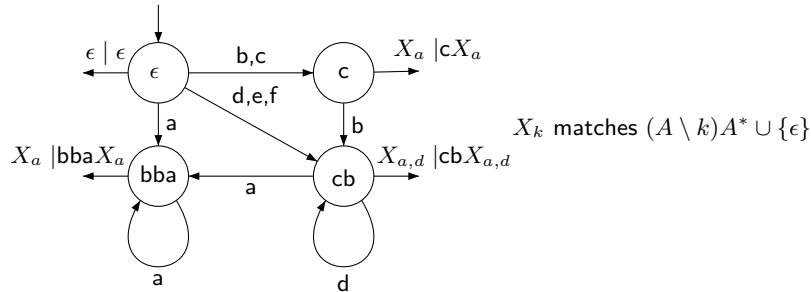 ϵ | ϵ
ϵ
b,c
c
X_a |cX_a
d,e,f
a
b
X_k matches (A \ k)A* ∪ {ϵ}
X_a |bbaX_a
bba
a
cb
X_{a,d} |cbX_{a,d}
a
d